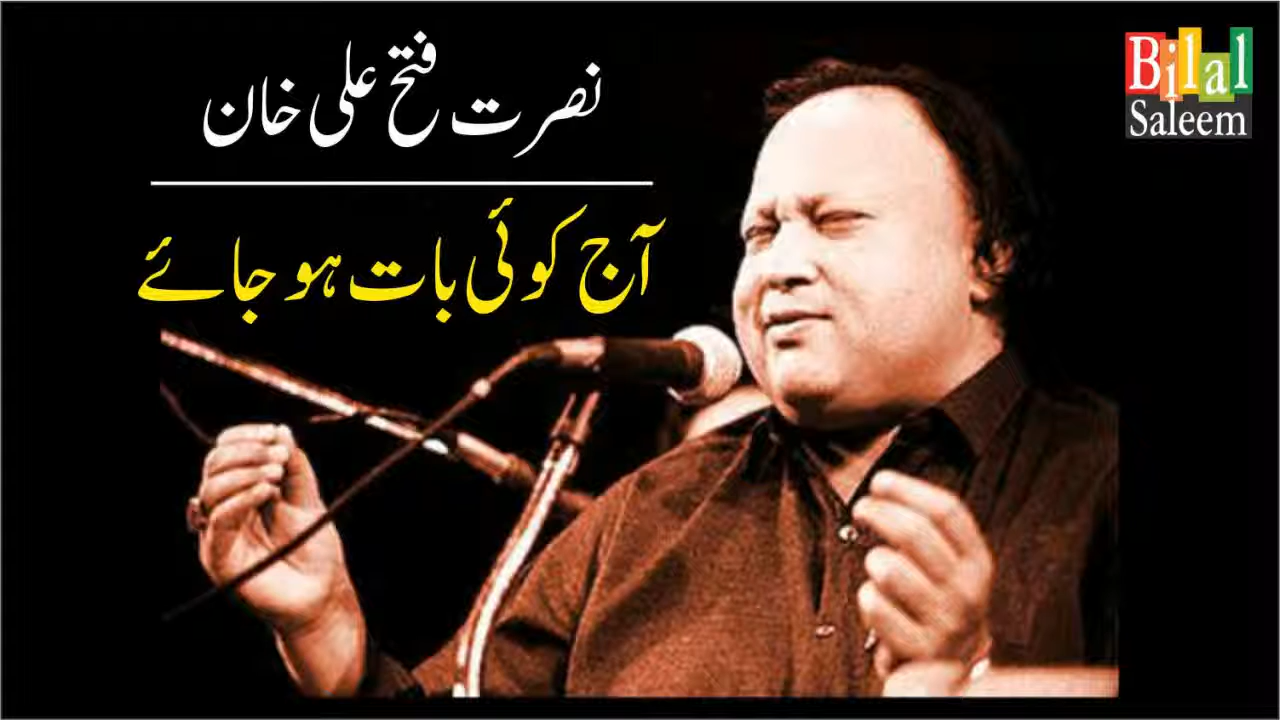 نصرت فتح علی خان
آج کوئی بات ہو جائے
Bilal
Saleem